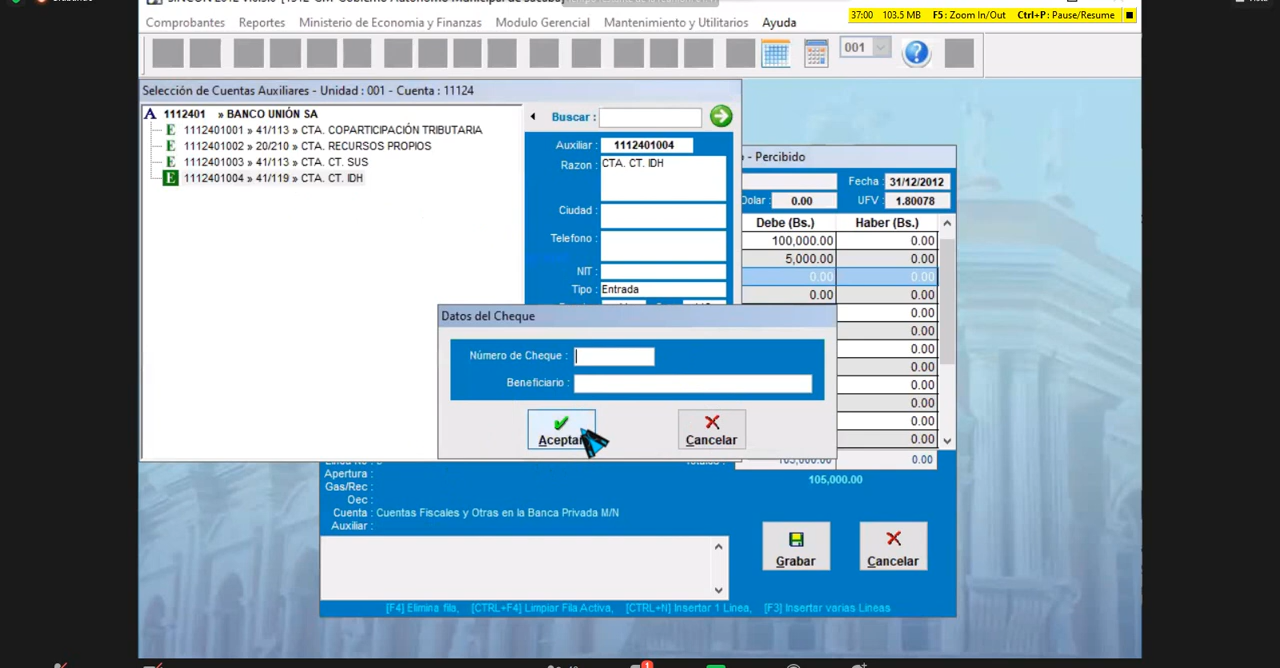 Comprobantes Reportes Ministerio de Economia y Finanzas Modulo Gerencial Mantenimiento y Utilitarios Ayuda
37:00 103.5 MB F5: Zoom In/Out Ctrl+P: Pause/Resume
001
Selección de Cuentas Auxiliares - Unidad : 001 - Cuenta : 11124
A 1112401 » BANCO UNIÓN SA
E 1112401001 » 41/113 » CTA. COPARTICIPACIÓN TRIBUTARIA
E 1112401002 » 20/210 » CTA. RECURSOS PROPIOS
E 1112401003 » 41/113 » CTA. CT. SUS
E 1112401004 » 41/119 » CTA. CT. IDH
Buscar :
Auxiliar : 1112401004
Razon : CTA. CT. IDH
Ciudad :
Telefono :
NIT :
Tipo : Entrada
- Percibido
Fecha : 31/12/2012
Dolar : 0.00 UFV : 1.80078
Debe (Bs.) Haber (Bs.)
100,000.00 0.00
5,000.00 0.00
0.00 0.00
0.00 0.00
0.00
0.00
0.00
0.00
0.00
0.00
0.00
0.00
0.00
105,000.00
Datos del Cheque
Número de Cheque :
Beneficiario :
Aceptar
Cancelar
Apertura :
Gas/Rec :
Oec :
Cuenta : Cuentas Fiscales y Otras en la Banca Privada M/N
Auxiliar :
Grabar
Cancelar
[F4] Elimina fila, [CTRL+F4] Limpiar Fila Activa, [CTRL+N] Insertar 1 Linea, [F3] Insertar varias Lineas